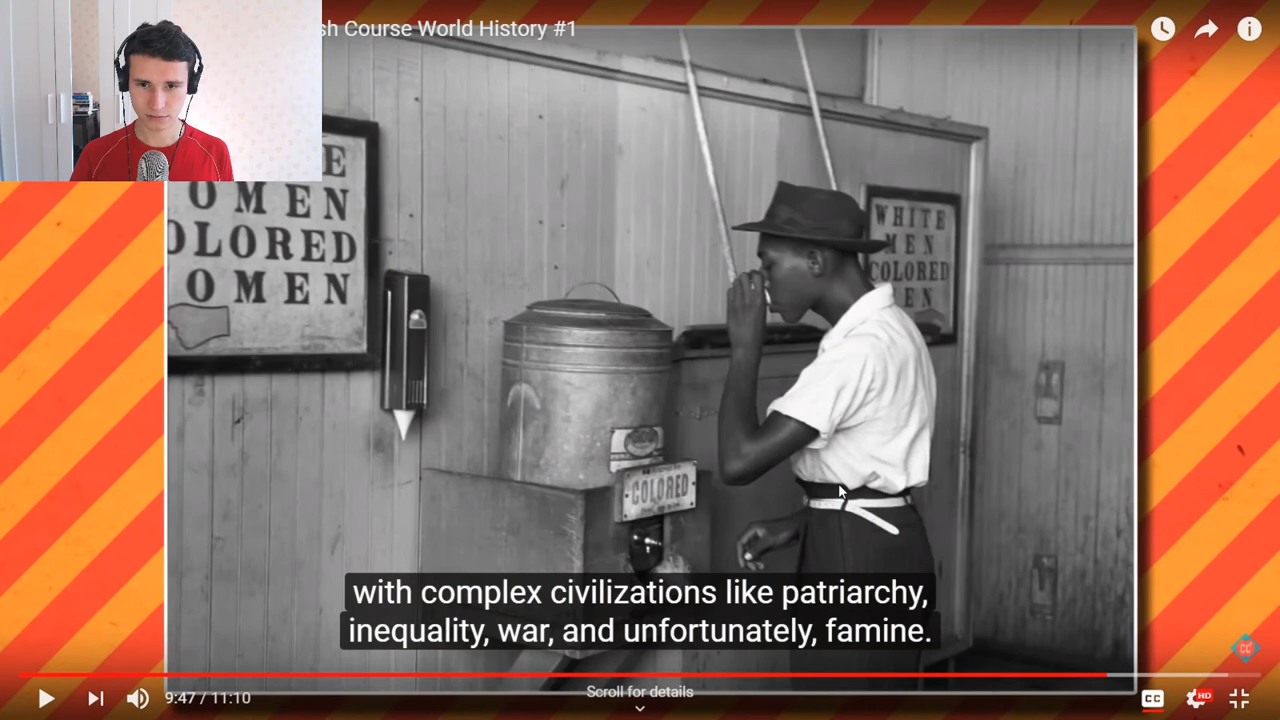 sh Course World History #1
E
OMEN
OLORED
OMEN
WHITE
MEN
COLORED
EN
COLORED
with complex civilizations like patriarchy,
inequality, war, and unfortunately, famine.
9:47 / 11:10
Scroll for details
CC
HD
CC